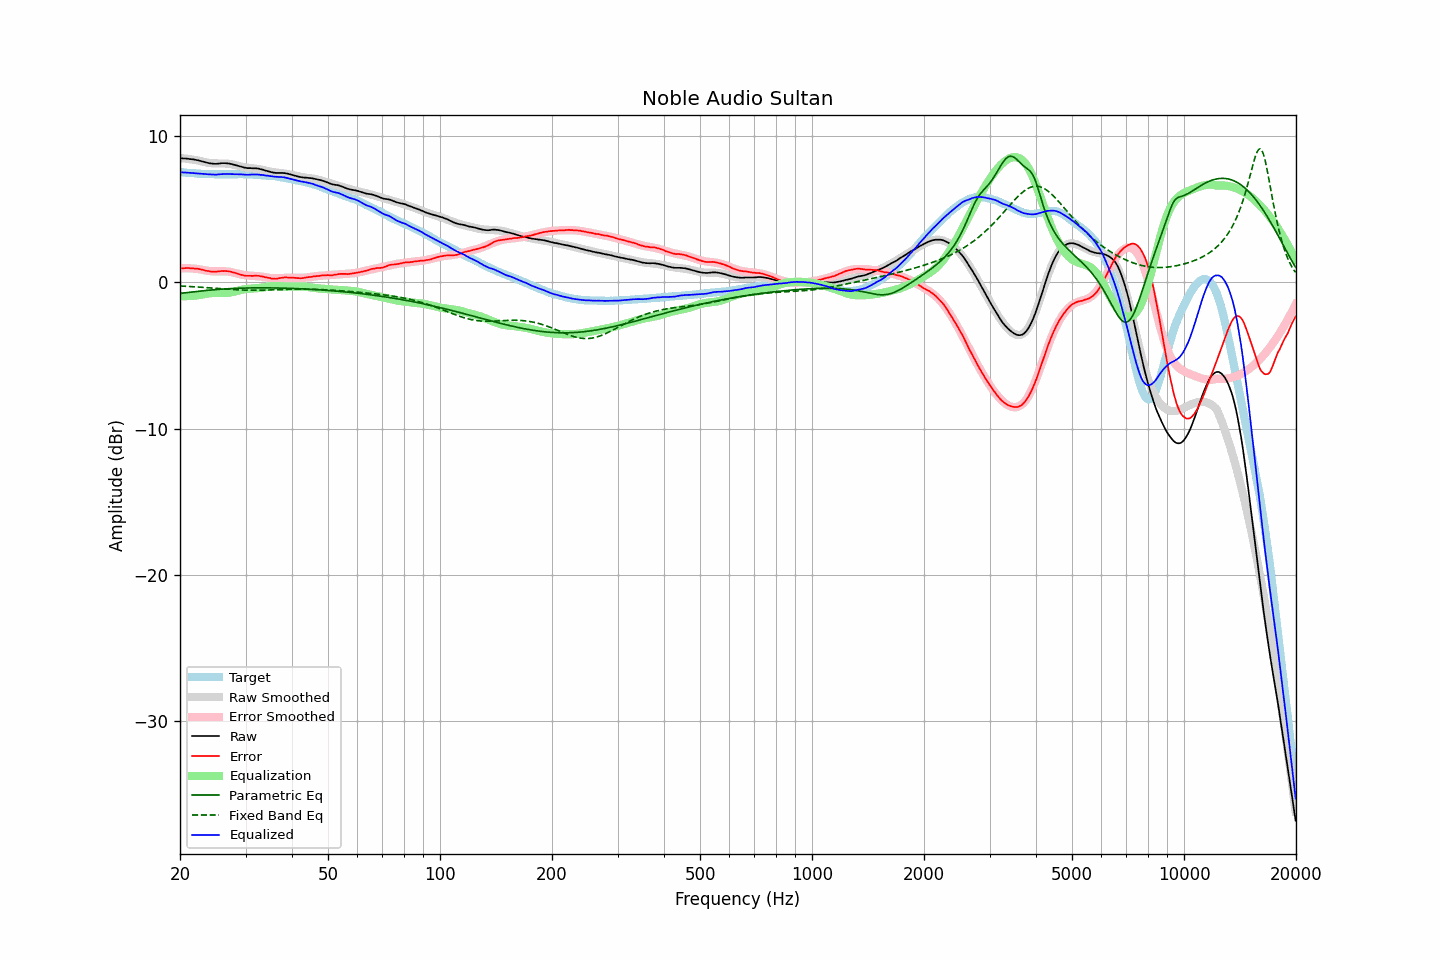 Noble Audio Sultan
10
0
−10
−20
−30
Amplitude (dBr)
Target
Raw Smoothed
Error Smoothed
Raw
Error
Equalization
Parametric Eq
Fixed Band Eq
Equalized
20 50 100 200 500 1000 2000 5000 10000 20000
Frequency (Hz)